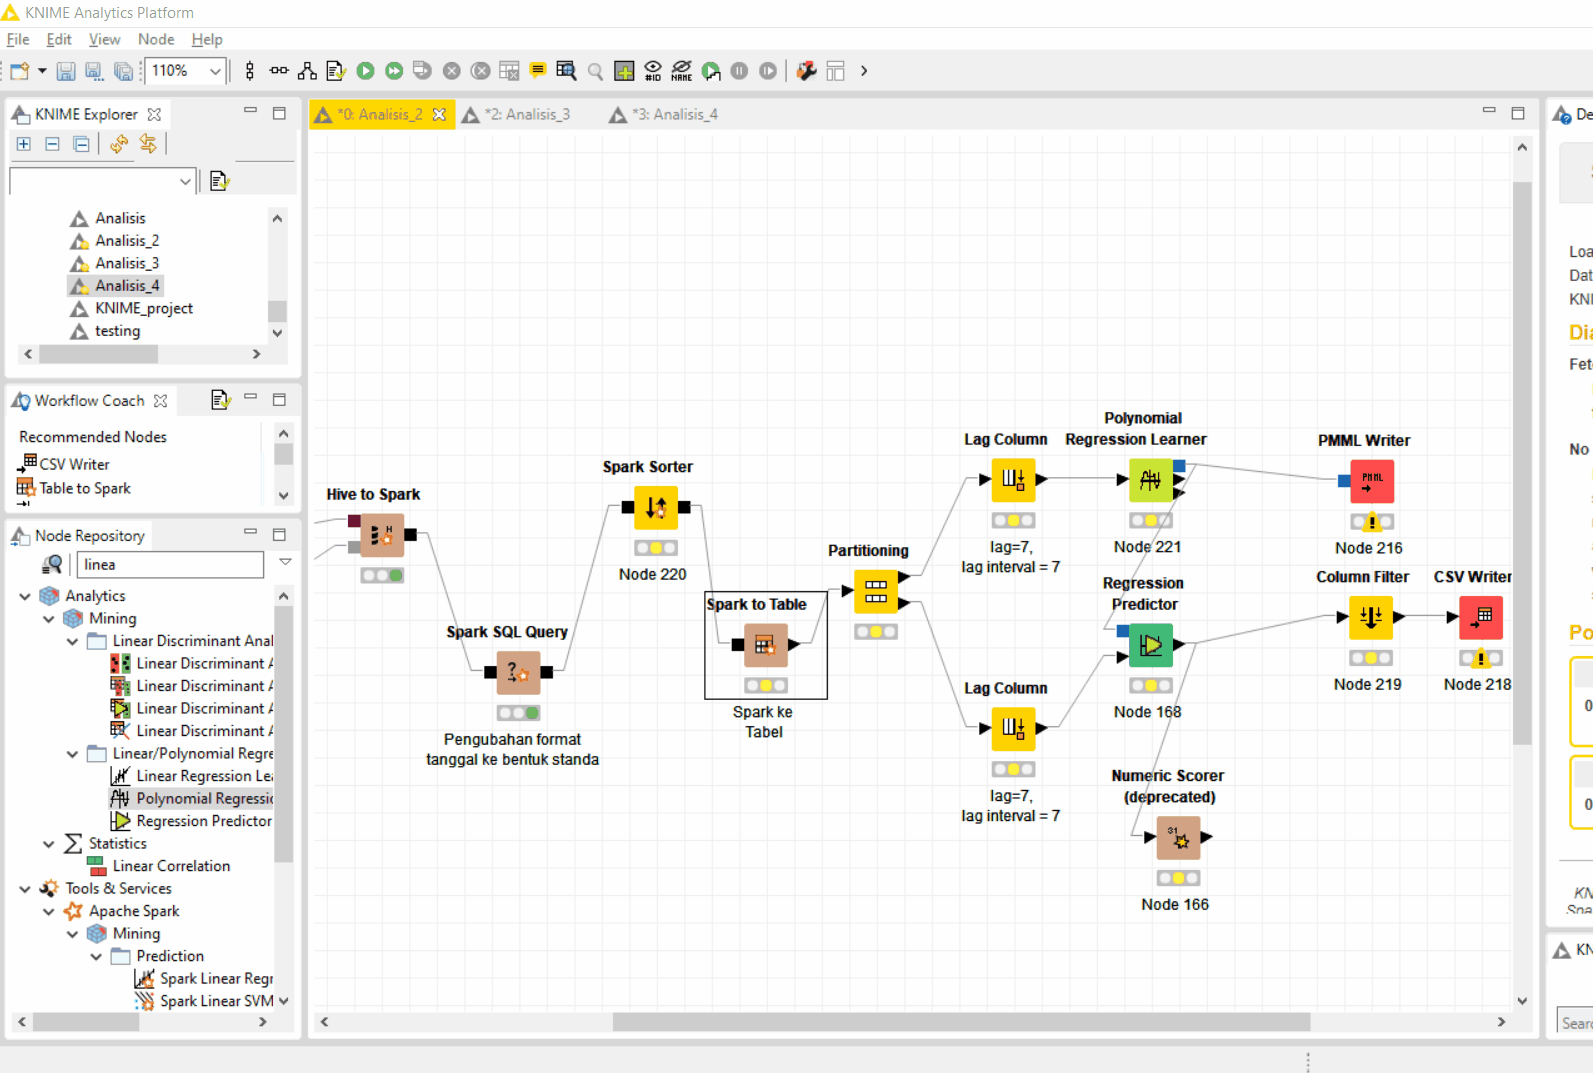 KNIME Analytics Platform
File Edit View Node Help
110%
#ID
NAME
KNIME Explorer
Analisis
Analisis_2
Analisis_3
Analisis_4
KNIME_project
testing
Workflow Coach
Recommended Nodes
CSV Writer
Table to Spark
Node Repository
linea
Analytics
Mining
Linear Discriminant Anal
Linear Discriminant A
Linear Discriminant A
Linear Discriminant A
Linear Discriminant A
Linear/Polynomial Regre
Linear Regression Lea
Polynomial Regressio
Regression Predictor
Statistics
Linear Correlation
Tools & Services
Apache Spark
Mining
Prediction
Spark Linear Regr
Spark Linear SVM
*0: Analisis_2
*2: Analisis_3
*3: Analisis_4
Hive to Spark
H
Spark SQL Query
?
Pengubahan format
tanggal ke bentuk standa
Spark Sorter
Node 220
Spark to Table
Spark ke
Tabel
Partitioning
Lag Column
lag=7,
lag interval = 7
Lag Column
lag=7,
lag interval = 7
Polynomial
Regression Learner
Node 221
Regression
Predictor
Node 168
Numeric Scorer
(deprecated)
31
Node 166
PMML Writer
PMML
Node 216
Column Filter
Node 219
CSV Writer
Node 218
De
Loa
Dat
KNI
Dia
Fet
No
Po
0
0
KN
Spa
KN
Searc